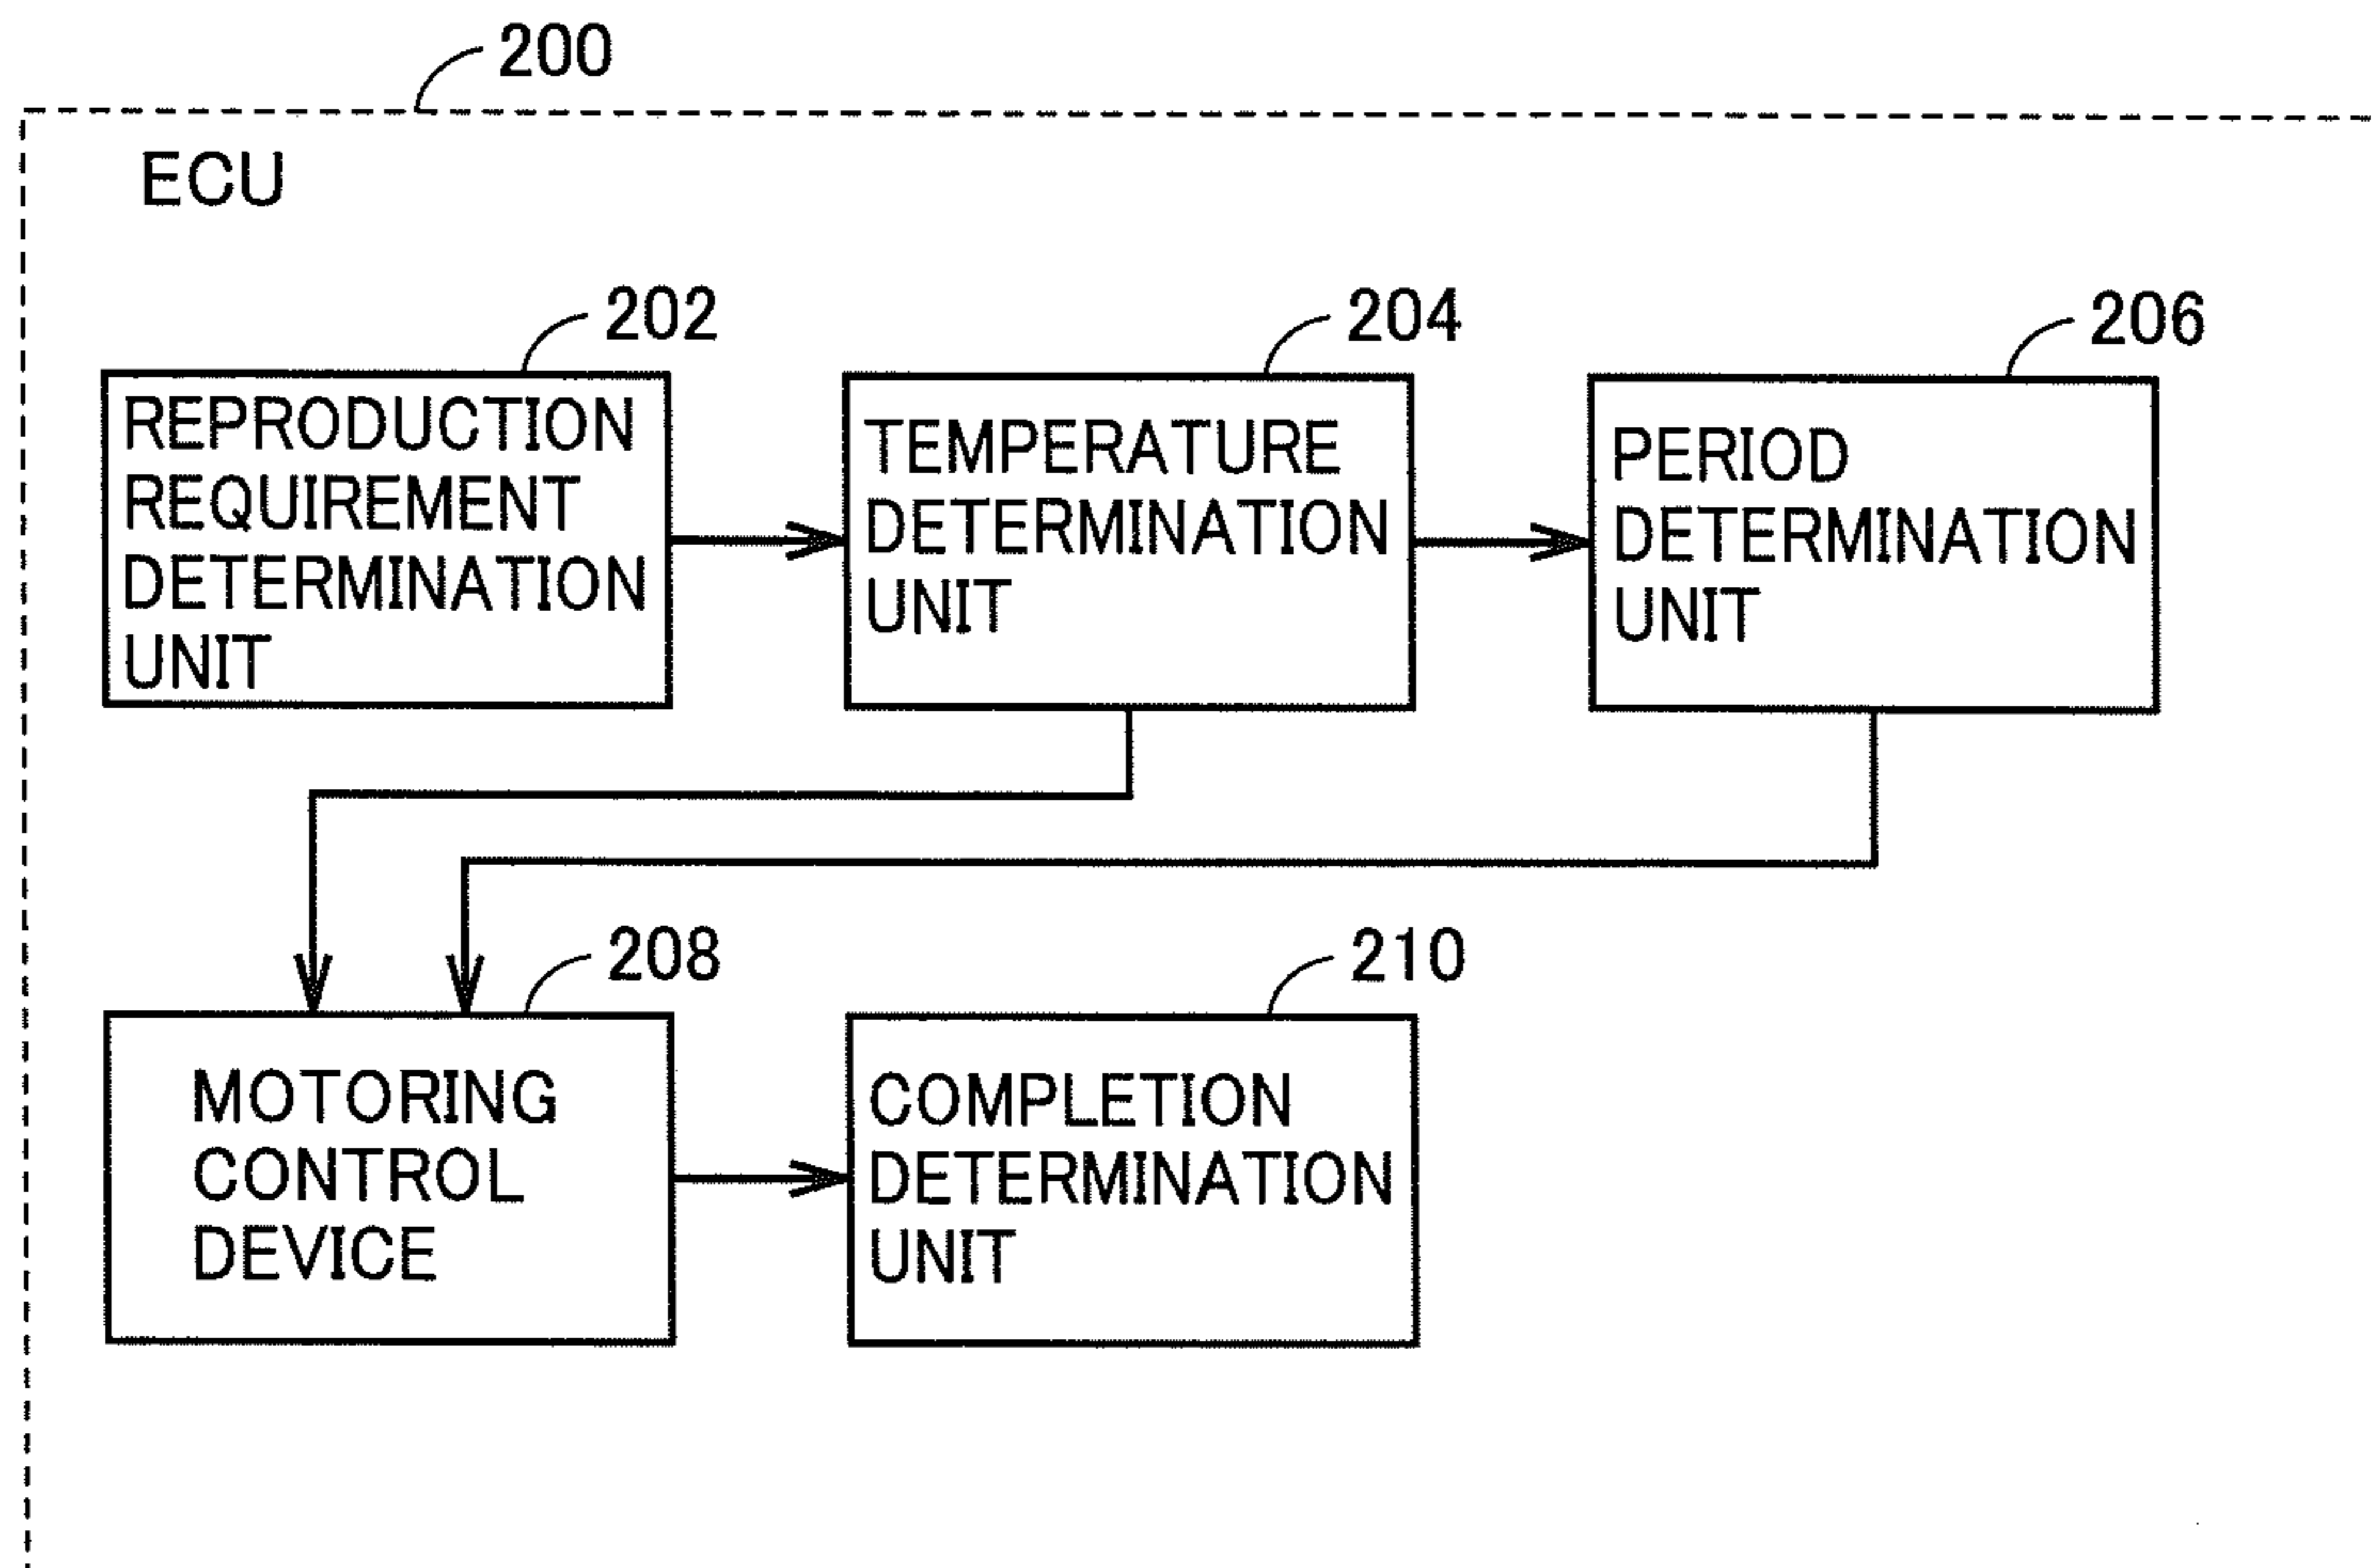 200
ECU
202
204
206
REPRODUCTION
REQUIREMENT
DETERMINATION
UNIT
TEMPERATURE
DETERMINATION
UNIT
PERIOD
DETERMINATION
UNIT
208
210
MOTORING
CONTROL
DEVICE
COMPLETION
DETERMINATION
UNIT